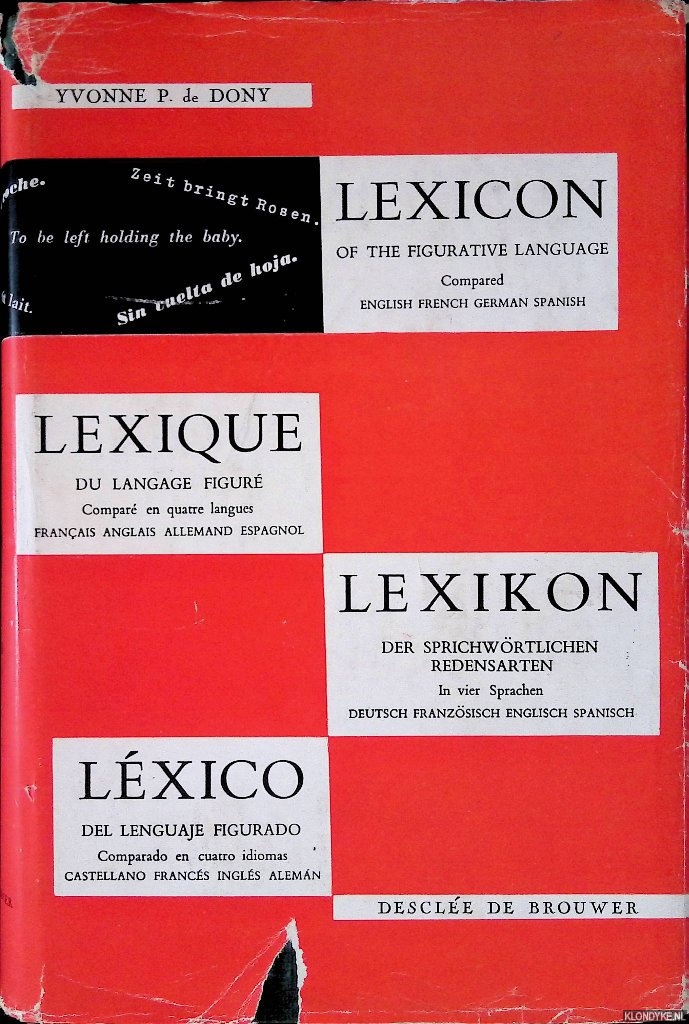 YVONNE P. de DONY
Zeit bringt Rosen.
To be left holding the baby.
Sin vuelta de hoja.
lait.
LEXICON
OF THE FIGURATIVE LANGUAGE
Compared
ENGLISH FRENCH GERMAN SPANISH
LEXIQUE
DU LANGAGE FIGURÉ
Comparé en quatre langues
FRANÇAIS ANGLAIS ALLEMAND ESPAGNOL
LEXIKON
DER SPRICHWÖRTLICHEN
REDENSARTEN
In vier Sprachen
DEUTSCH FRANZÖSISCH ENGLISCH SPANISCH
LÉXICO
DEL LENGUAJE FIGURADO
Comparado en cuatro idiomas
CASTELLANO FRANCÉS INGLÉS ALEMÁN
DESCLÉE DE BROUWER
KLONDYKE.NL